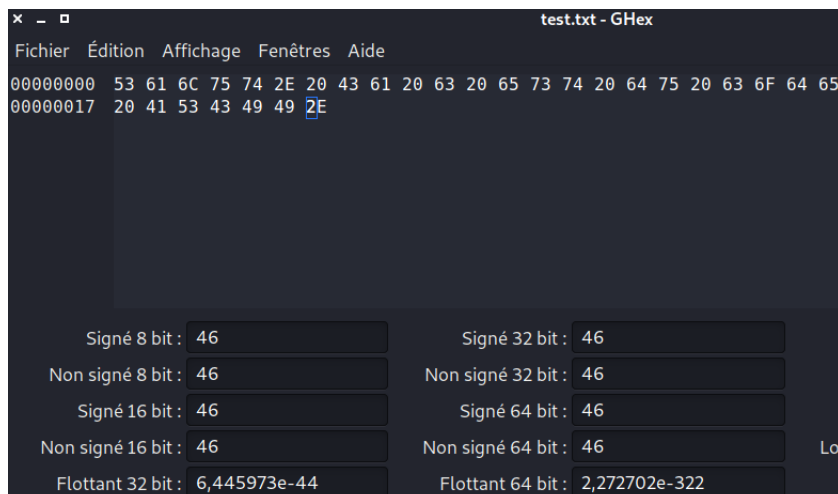 × – □ test.txt - GHex
Fichier Édition Affichage Fenêtres Aide
00000000 53 61 6C 75 74 2E 20 43 61 20 63 20 65 73 74 20 64 75 20 63 6F 64 65
00000017 20 41 53 43 49 49 2E
Signé 8 bit : 46 Signé 32 bit : 46
Non signé 8 bit : 46 Non signé 32 bit : 46
Signé 16 bit : 46 Signé 64 bit : 46
Non signé 16 bit : 46 Non signé 64 bit : 46 Lo
Flottant 32 bit : 6,445973e-44 Flottant 64 bit : 2,272702e-322